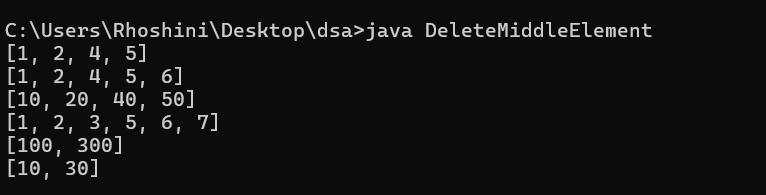 C:\Users\Rhoshini\Desktop\dsa>java DeleteMiddleElement
[1, 2, 4, 5]
[1, 2, 4, 5, 6]
[10, 20, 40, 50]
[1, 2, 3, 5, 6, 7]
[100, 300]
[10, 30]